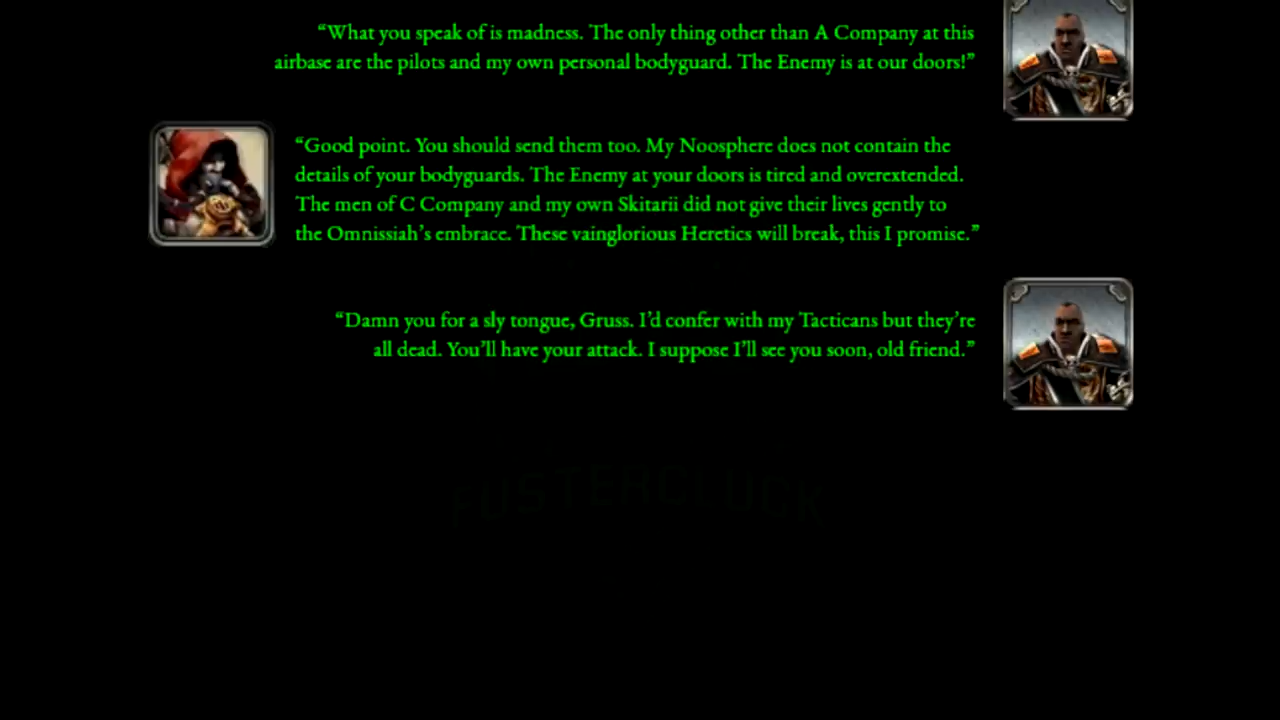 “What you speak of is madness. The only thing other than A Company at this
airbase are the pilots and my own personal bodyguard. The Enemy is at our doors!”
“Good point. You should send them too. My Noosphere does not contain the
details of your bodyguards. The Enemy at your doors is tired and overextended.
The men of C Company and my own Skitarii did not give their lives gently to
the Omnissiah’s embrace. These vainglorious Heretics will break, this I promise.”
“Damn you for a sly tongue, Gruss. I’d confer with my Tacticans but they’re
all dead. You’ll have your attack. I suppose I’ll see you soon, old friend.”
FUSTERCLUCK